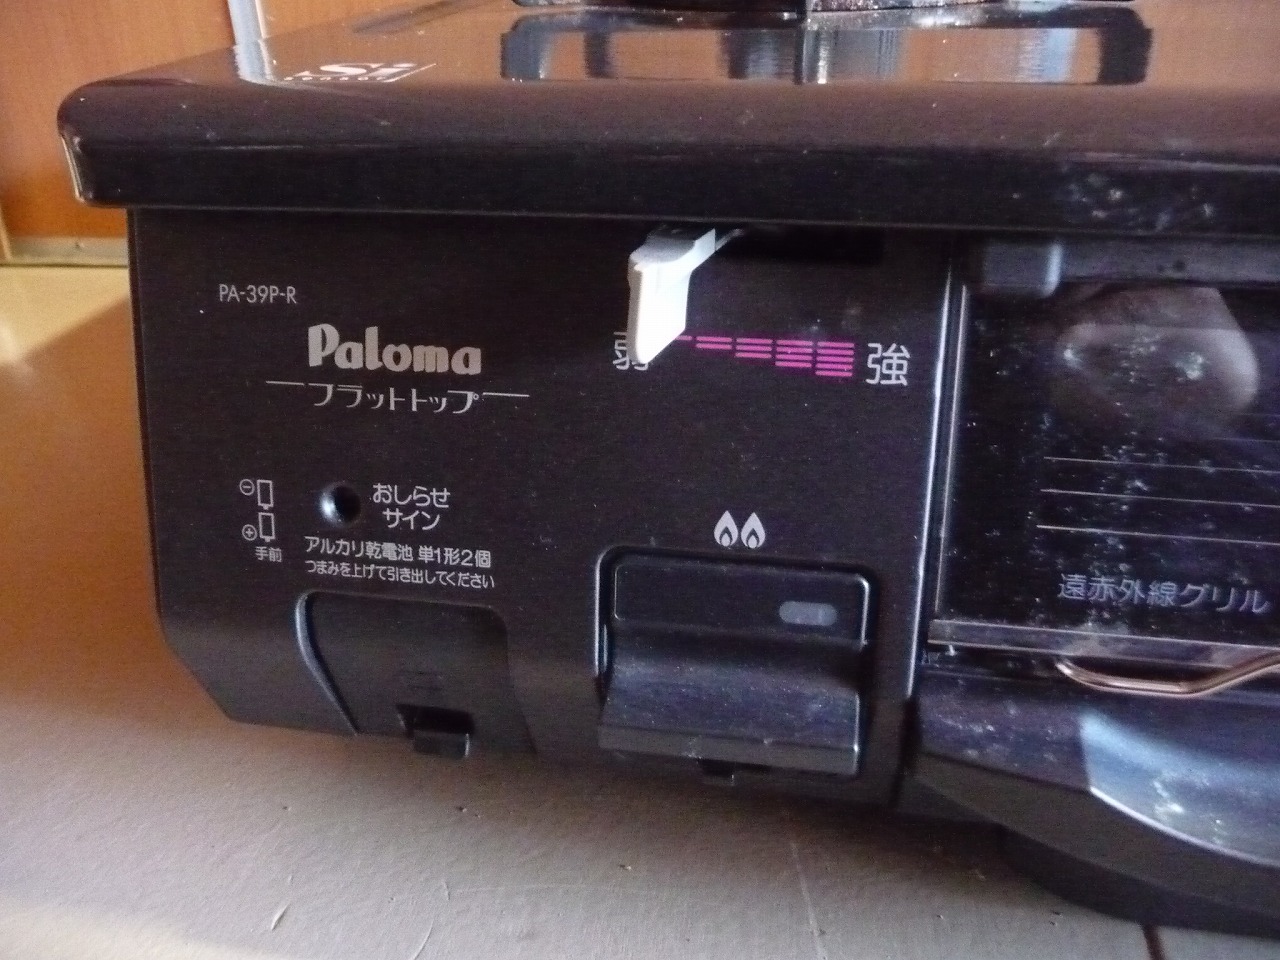 Si
sensor
PA-39P-R
Paloma
フラットトップ
弱
強
おしらせ
サイン
手前
アルカリ乾電池 単1形2個
つまみを上げて引き出してください
遠赤外線グリル